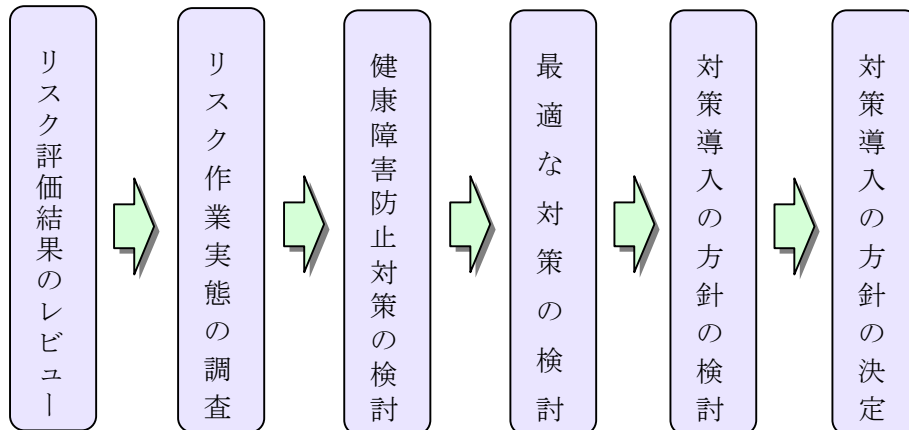 リスク評価結果のレビュー
リスク作業実態の調査
健康障害防止対策の検討
最適な対策の検討
対策導入の方針の検討
対策導入の方針の決定